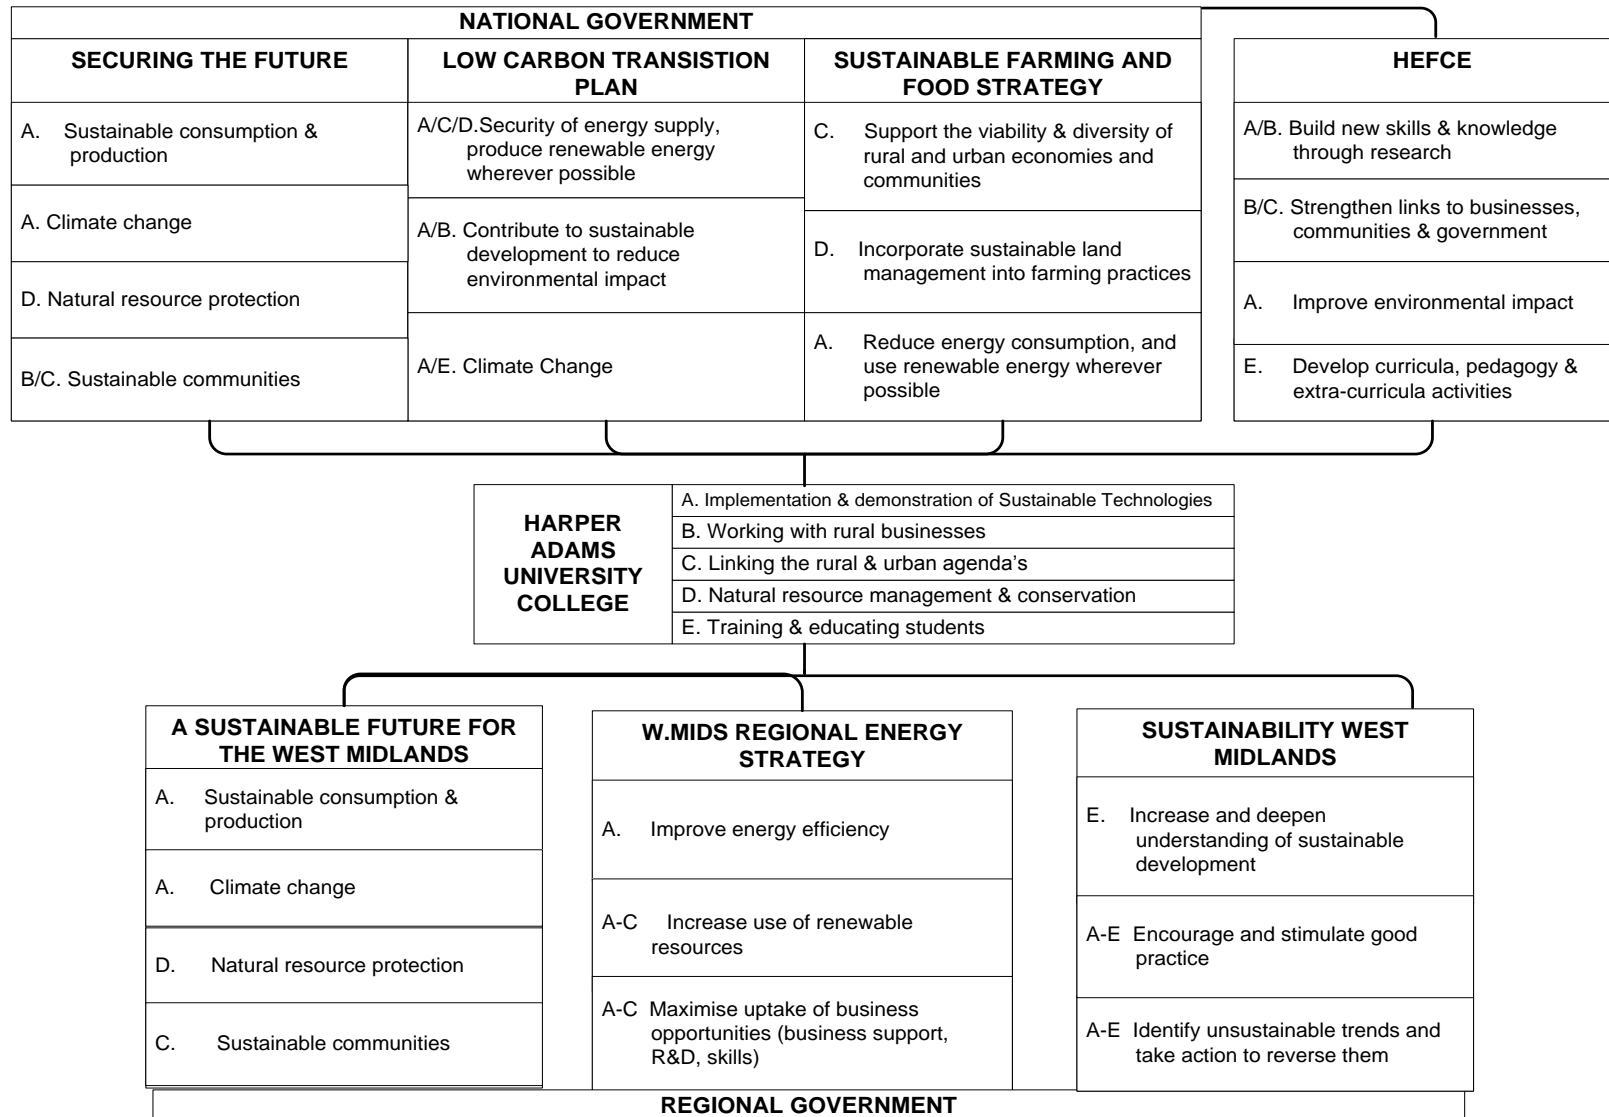 NATIONAL GOVERNMENT
SECURING THE FUTURE
A. Sustainable consumption &
production
A. Climate change
D. Natural resource protection
B/C. Sustainable communities
LOW CARBON TRANSISTION
PLAN
A/C/D.Security of energy supply,
produce renewable energy
wherever possible
A/B. Contribute to sustainable
development to reduce
environmental impact
A/E. Climate Change
SUSTAINABLE FARMING AND
FOOD STRATEGY
C. Support the viability & diversity of
rural and urban economies and
communities
D. Incorporate sustainable land
management into farming practices
A. Reduce energy consumption, and
use renewable energy wherever
possible
HEFCE
A/B. Build new skills & knowledge
through research
B/C. Strengthen links to businesses,
communities & government
A. Improve environmental impact
E. Develop curricula, pedagogy &
extra-curricula activities
HARPER
ADAMS
UNIVERSITY
COLLEGE
A. Implementation & demonstration of Sustainable Technologies
B. Working with rural businesses
C. Linking the rural & urban agenda's
D. Natural resource management & conservation
E. Training & educating students
A SUSTAINABLE FUTURE FOR
THE WEST MIDLANDS
A. Sustainable consumption &
production
A. Climate change
D. Natural resource protection
C. Sustainable communities
W.MIDS REGIONAL ENERGY
STRATEGY
A. Improve energy efficiency
A-C Increase use of renewable
resources
A-C Maximise uptake of business
opportunities (business support,
R&D, skills)
SUSTAINABILITY WEST
MIDLANDS
E. Increase and deepen
understanding of sustainable
development
A-E Encourage and stimulate good
practice
A-E Identify unsustainable trends and
take action to reverse them
REGIONAL GOVERNMENT